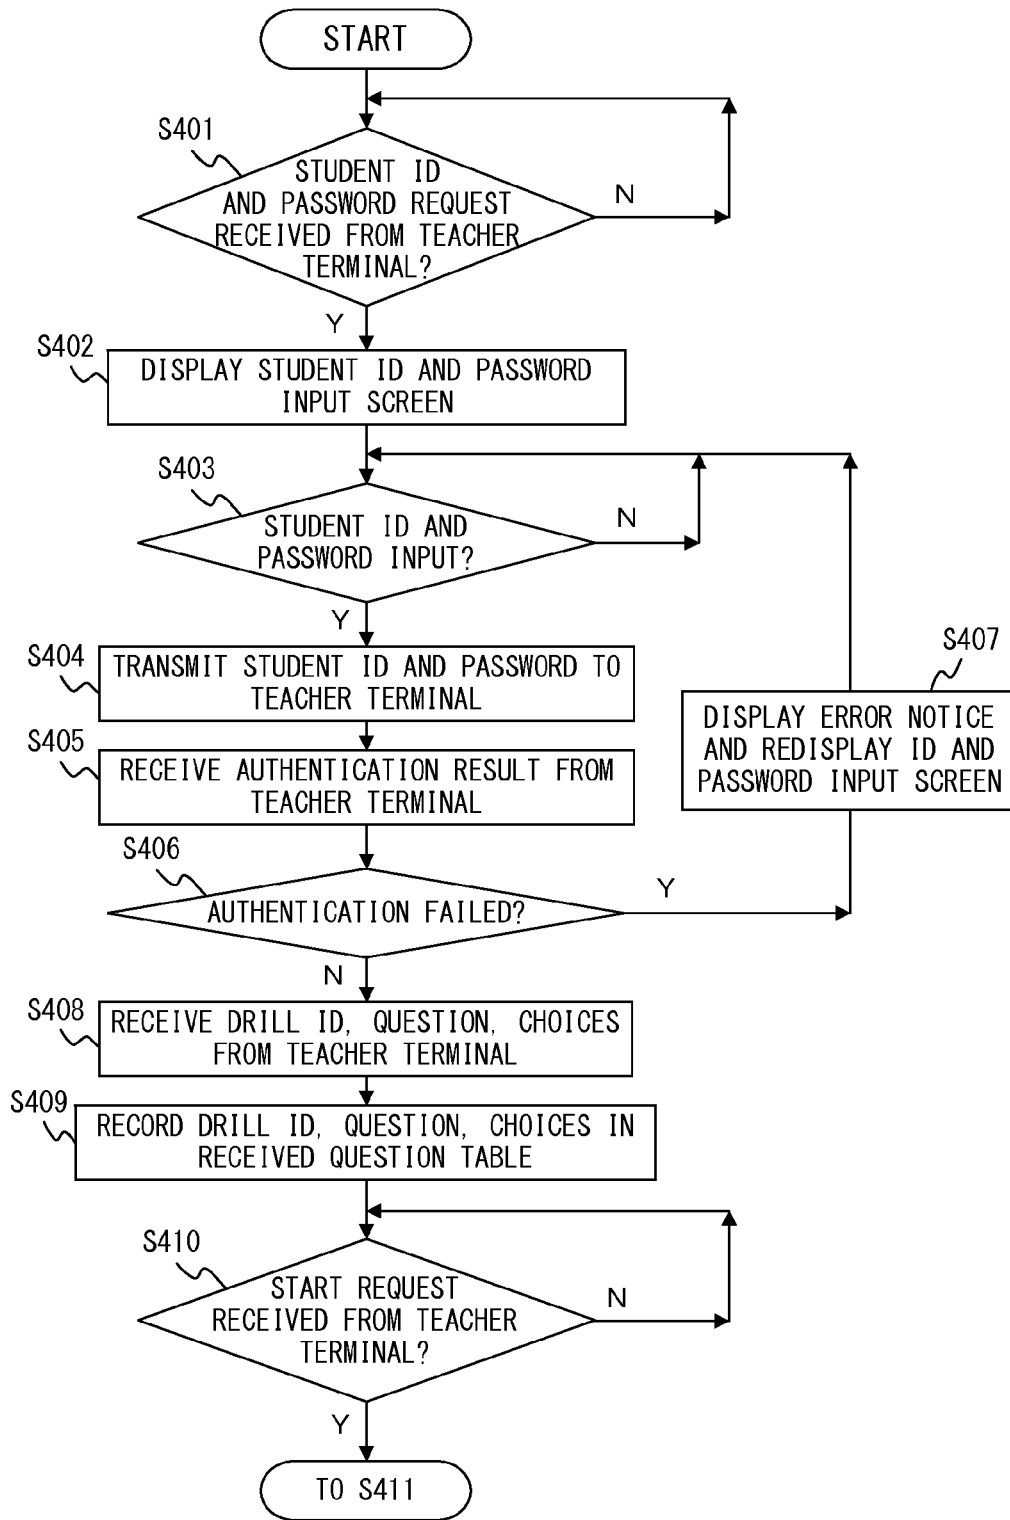 START
S401
STUDENT ID
AND PASSWORD REQUEST
RECEIVED FROM TEACHER
TERMINAL?
N
Y
S402
DISPLAY STUDENT ID AND PASSWORD
INPUT SCREEN
S403
STUDENT ID AND
PASSWORD INPUT?
N
Y
S404
TRANSMIT STUDENT ID AND PASSWORD TO
TEACHER TERMINAL
S407
DISPLAY ERROR NOTICE
AND REDISPLAY ID AND
PASSWORD INPUT SCREEN
S405
RECEIVE AUTHENTICATION RESULT FROM
TEACHER TERMINAL
S406
AUTHENTICATION FAILED?
Y
N
S408
RECEIVE DRILL ID, QUESTION, CHOICES
FROM TEACHER TERMINAL
S409
RECORD DRILL ID, QUESTION, CHOICES IN
RECEIVED QUESTION TABLE
S410
START REQUEST
RECEIVED FROM TEACHER
TERMINAL?
N
Y
TO S411